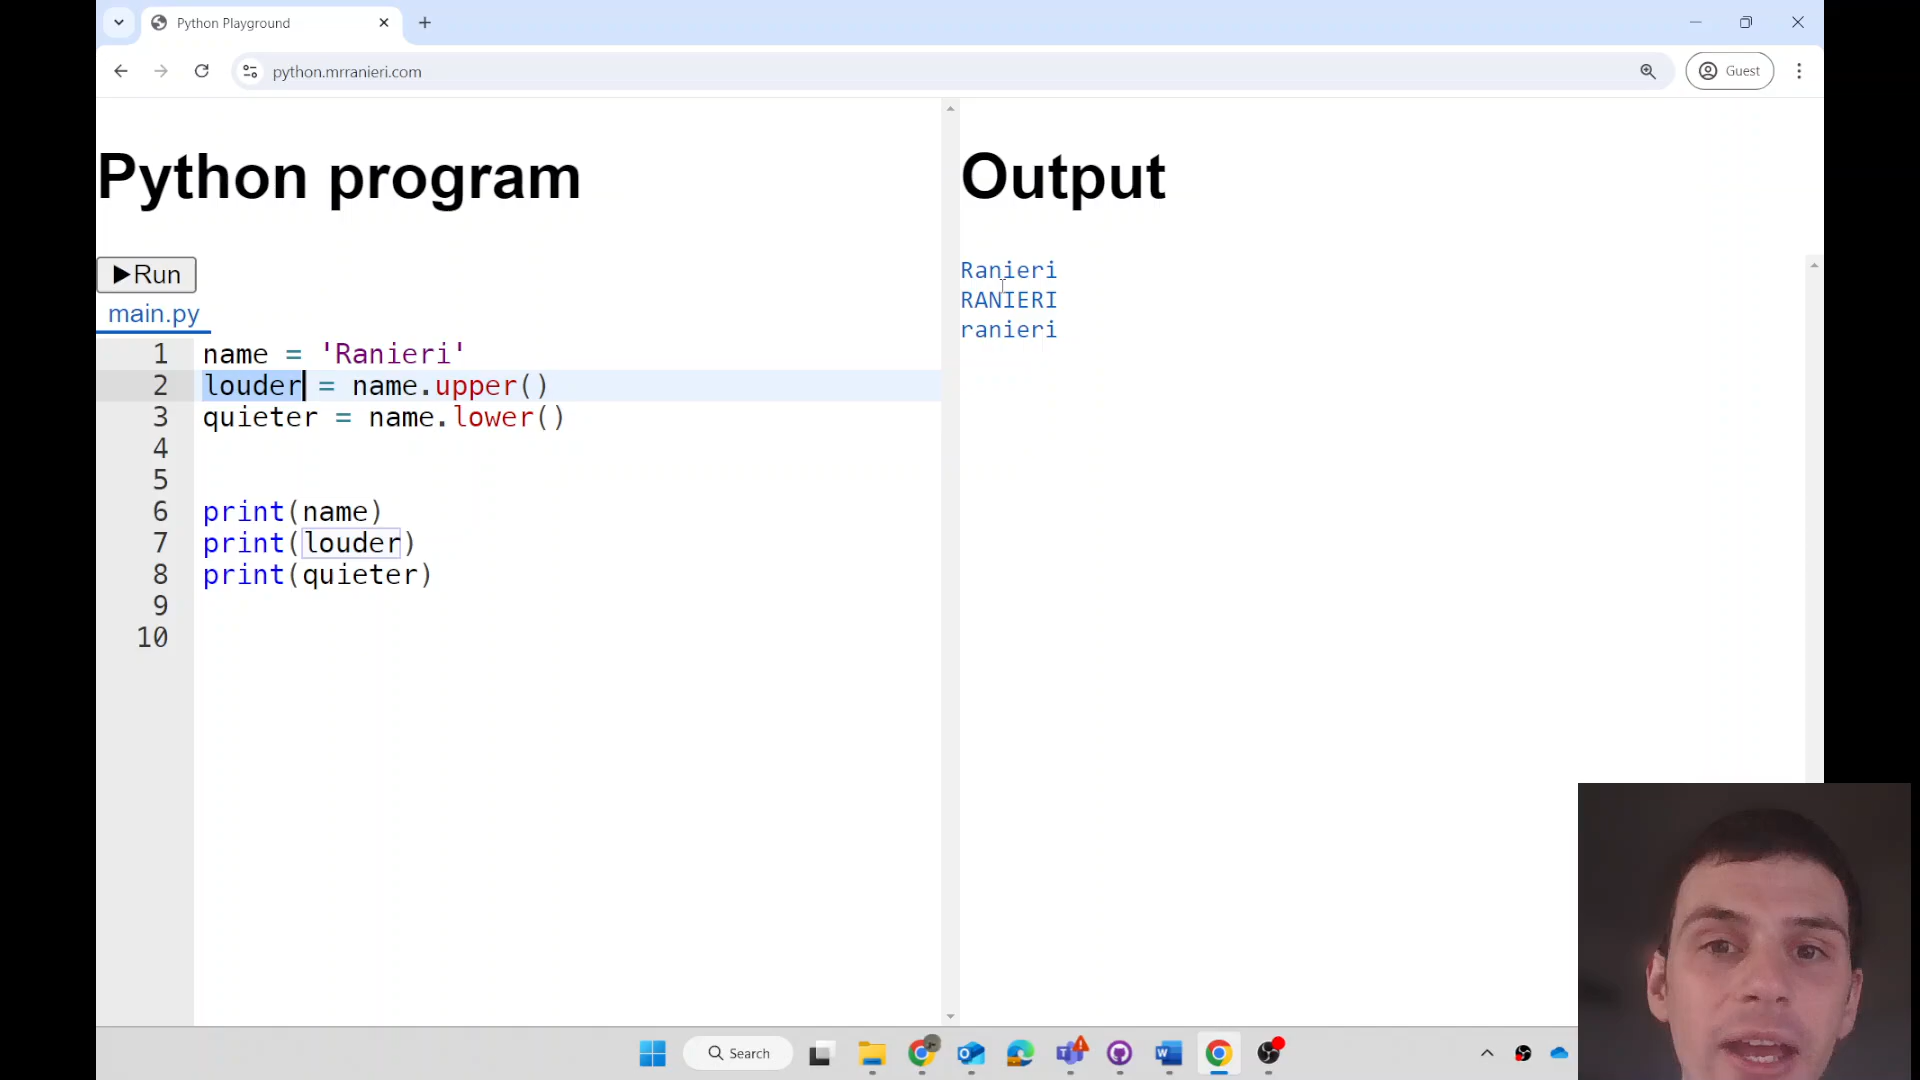 Python Playground
python.mrranieri.com
Guest
Python program
Run
main.py
1 name = 'Ranieri'
2 louder = name.upper()
3 quieter = name.lower()
4
5
6 print(name)
7 print(louder)
8 print(quieter)
9
10
Output
Ranieri
RANIERI
ranieri
Search